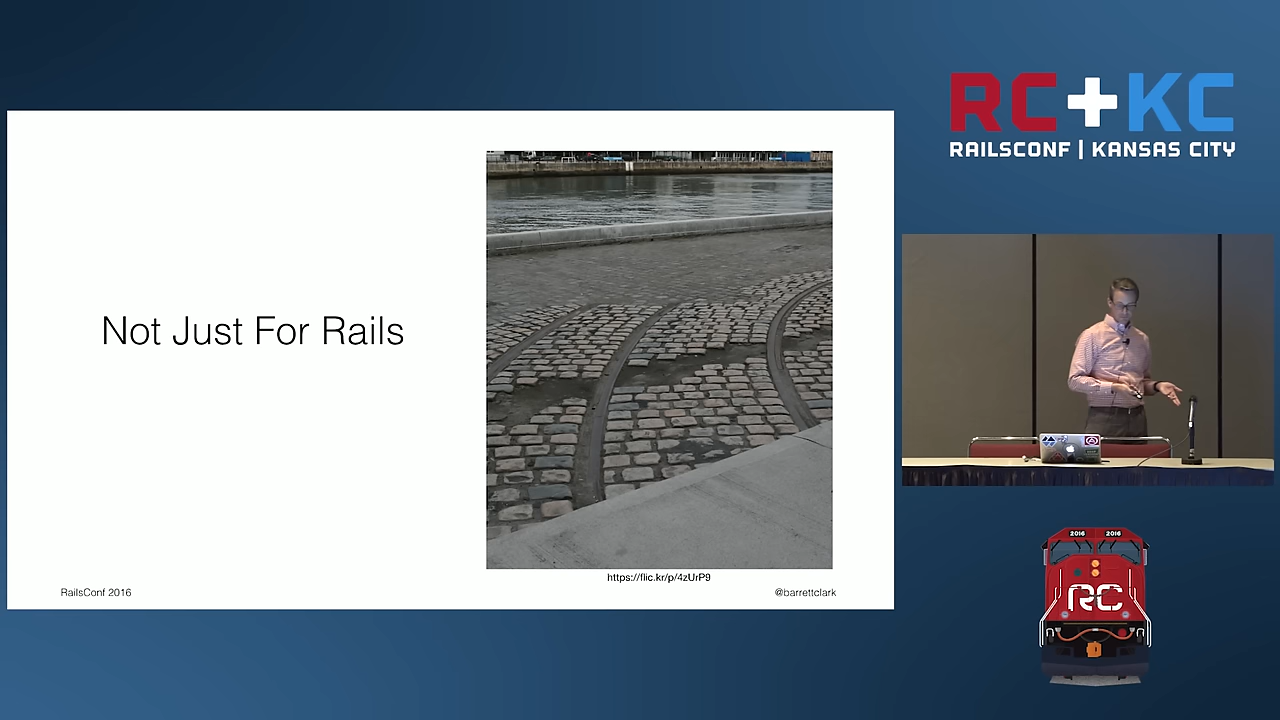 RC+KC
RAILSCONF | KANSAS CITY
Not Just For Rails
https://flic.kr/p/4zUrP9
RailsConf 2016
@barrettclark
2016 2016
RC